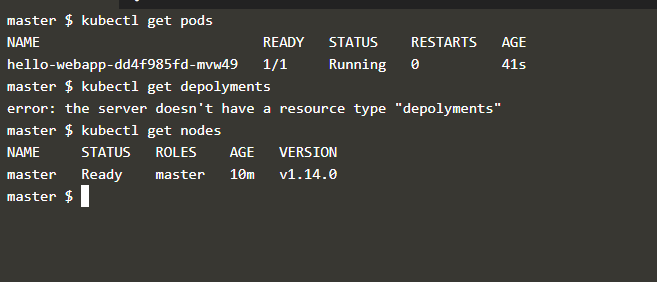 master $ kubectl get pods
NAME READY STATUS RESTARTS AGE
hello-webapp-dd4f985fd-mvw49 1/1 Running 0 41s
master $ kubectl get depolyments
error: the server doesn't have a resource type "depolyments"
master $ kubectl get nodes
NAME STATUS ROLES AGE VERSION
master Ready master 10m v1.14.0
master $